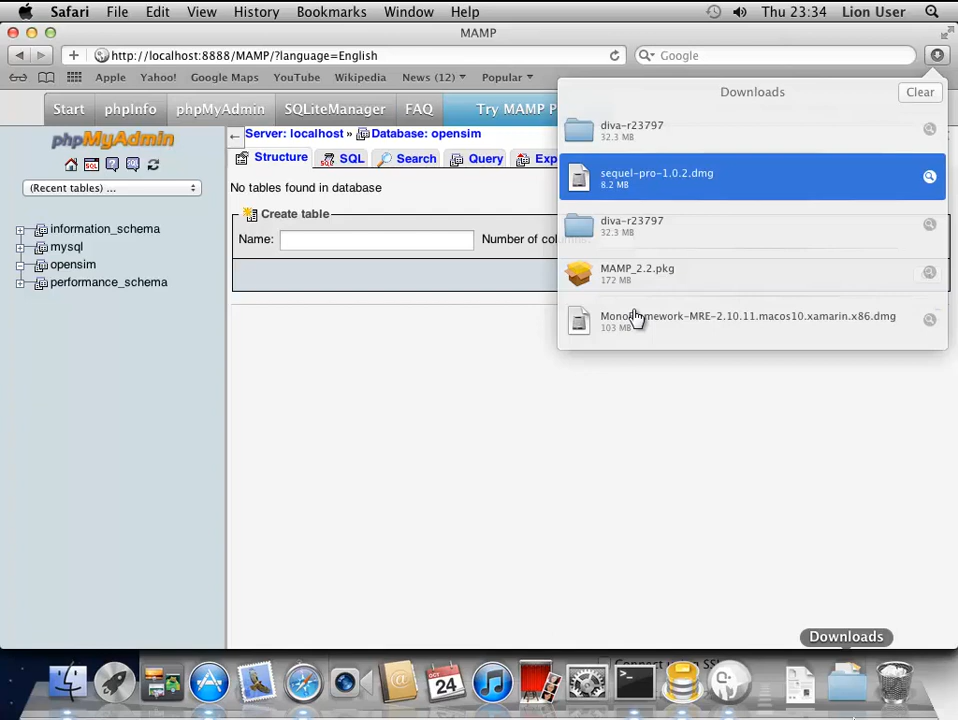 Safari File Edit View History Bookmarks Window Help Thu 23:34 Lion User
MAMP
http://localhost:8888/MAMP/?language=English
Google
Apple Yahoo! Google Maps YouTube Wikipedia News (12) Popular
Start phpInfo phpMyAdmin SQLiteManager FAQ Try MAMP P
Downloads Clear
diva-r23797
32.3 MB
sequel-pro-1.0.2.dmg
8.2 MB
diva-r23797
32.3 MB
MAMP_2.2.pkg
172 MB
MonoFramework-MRE-2.10.11.macos10.xamarin.x86.dmg
103 MB
phpMyAdmin
SQL
(Recent tables) ...
information_schema
mysql
opensim
performance_schema
Server: localhost » Database: opensim
Structure SQL Search Query Exp
No tables found in database
Create table
Name: Number of columns:
Downloads
24